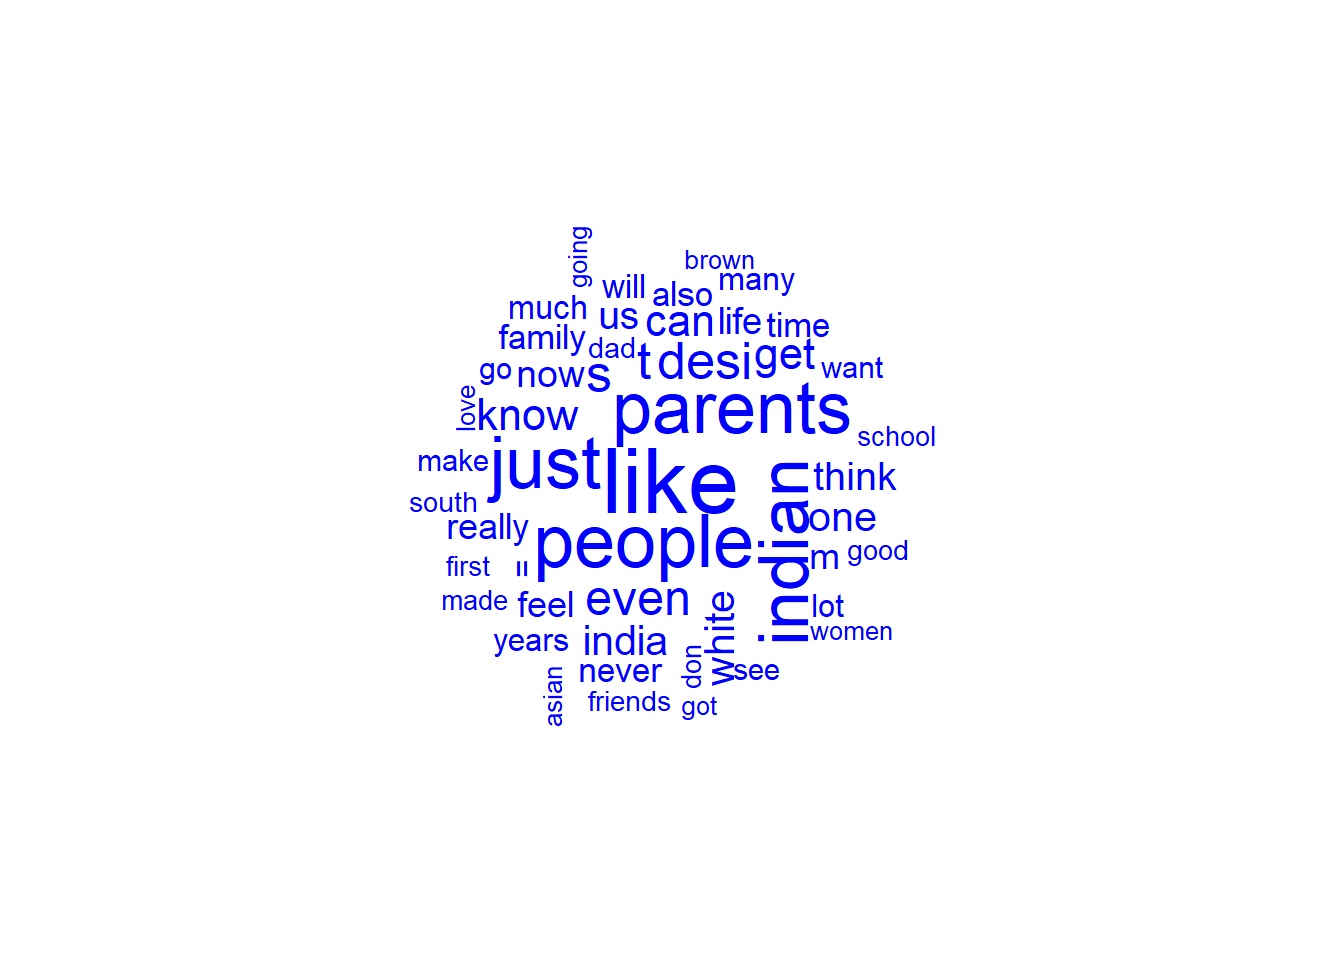 going
brown
will also many
much us can life time
family dad t desi get want
go now s
love know parents school
make just like indian think
south really people one
first ll m good
made feel even white lot
years india don women
never see
asian friends got